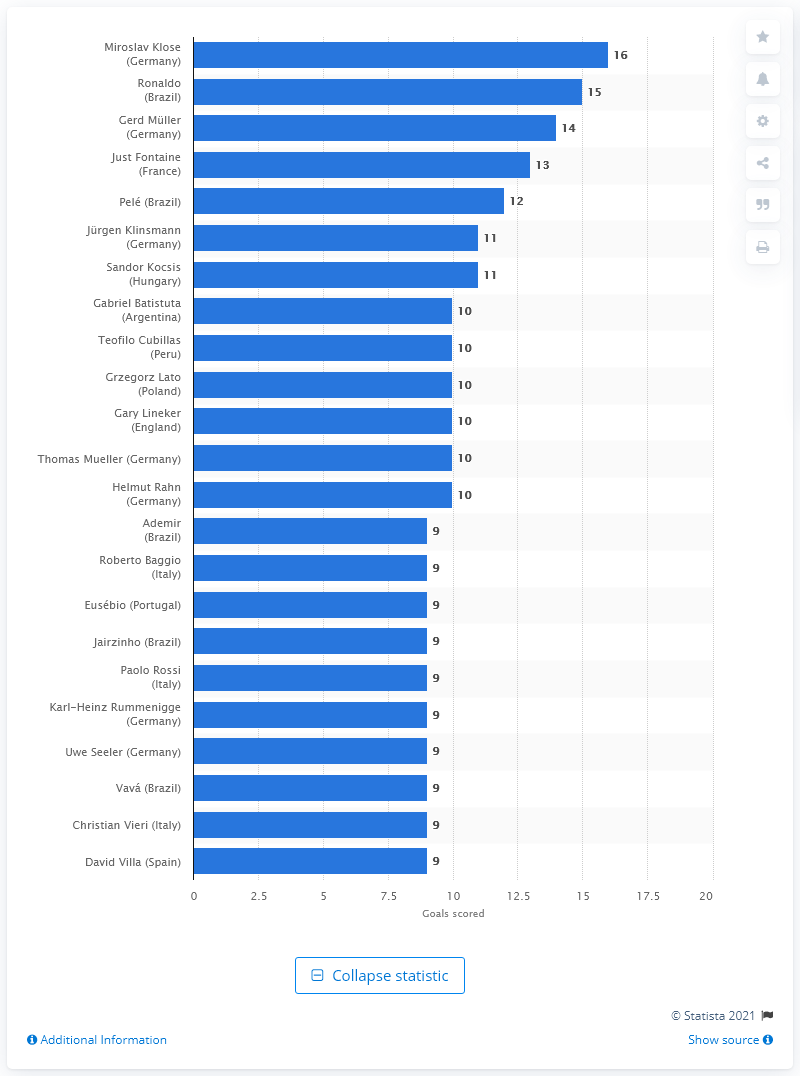 Miroslav Klose
(Germany)
16
Ronaldo
(Brazil)
15
Gerd Müller
(Germany)
14
Just Fontaine
(France)
13
Pelé (Brazil)
12
Jürgen Klinsmann
(Germany)
11
Sandor Kocsis
(Hungary)
11
Gabriel Batistuta
(Argentina)
10
Teofilo Cubillas
(Peru)
10
Grzegorz Lato
(Poland)
10
Gary Lineker
(England)
10
Thomas Mueller (Germany)
10
Helmut Rahn
(Germany)
10
Ademir
(Brazil)
9
Roberto Baggio
(Italy)
9
Eusébio (Portugal)
9
Jairzinho (Brazil)
9
Paolo Rossi
(Italy)
9
Karl-Heinz Rummenigge
(Germany)
9
Uwe Seeler (Germany)
9
Vavá (Brazil)
9
Christian Vieri (Italy)
9
David Villa (Spain)
9
0 2.5 5 7.5 10 12.5 15 17.5 20
Goals scored
Collapse statistic
© Statista 2021
Additional Information
Show source